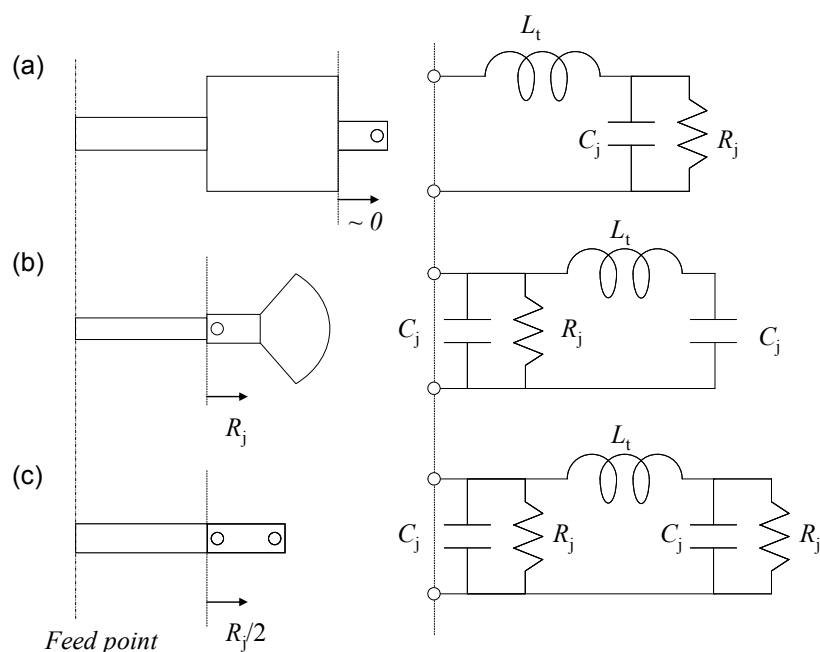 (a)
~ 0
L_t
C_j
R_j
(b)
R_j
L_t
C_j
R_j
C_j
(c)
R_j/2
L_t
C_j
R_j
C_j
R_j
Feed point